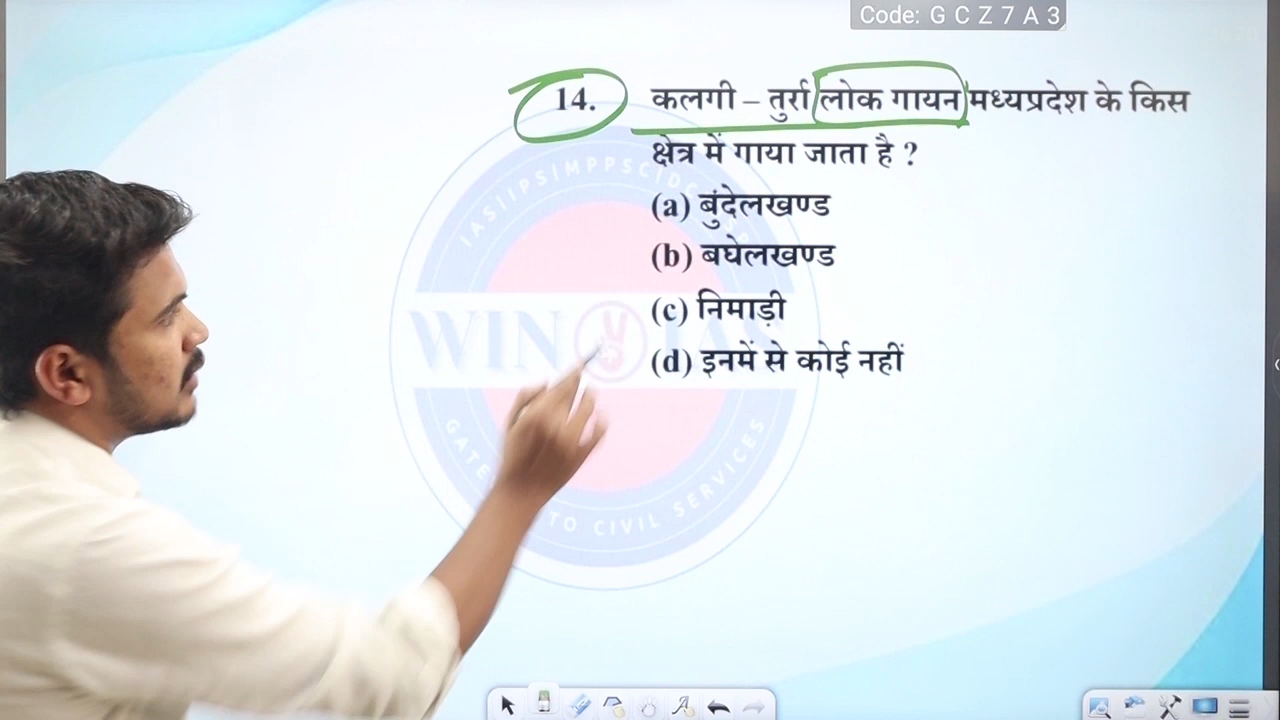 Code: G C Z 7 A 3
14. कलगी – तुर्रा लोक गायन मध्यप्रदेश के किस
क्षेत्र में गाया जाता है ?
(a) बुंदेलखण्ड
(b) बघेलखण्ड
(c) निमाड़ी
(d) इनमें से कोई नहीं
WIN IAS
TO CIVIL SERVICES